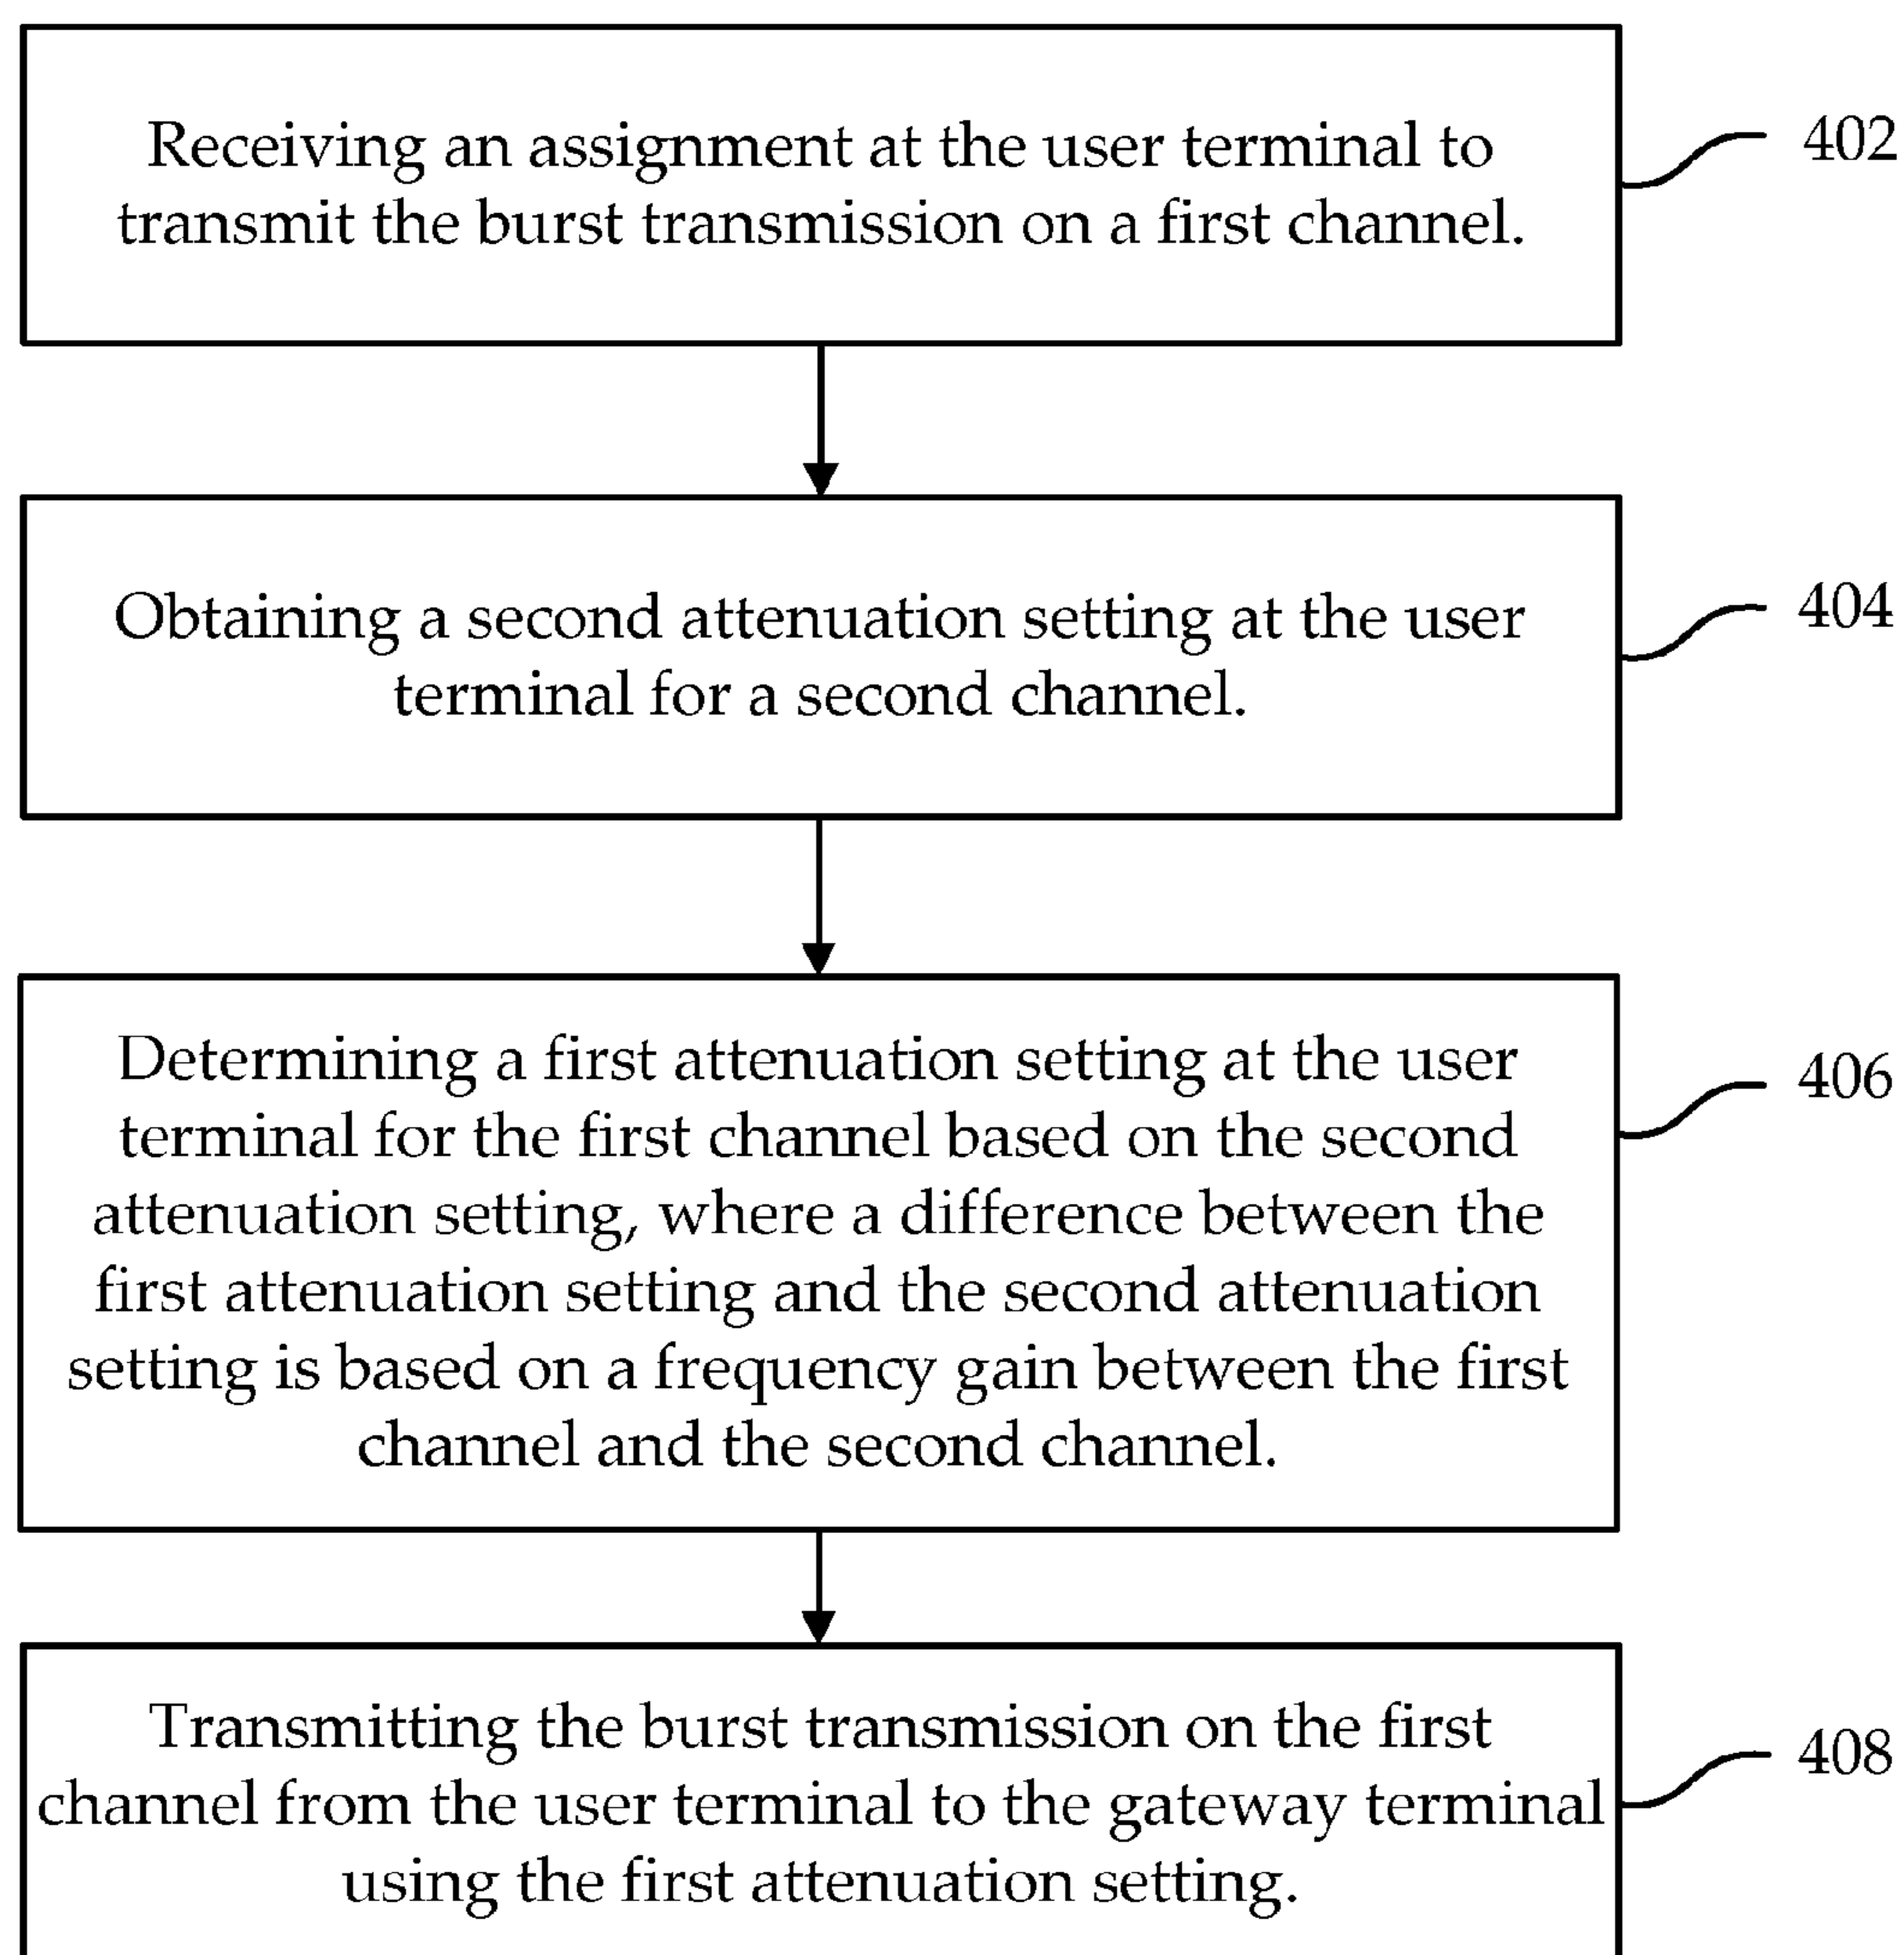 Receiving an assignment at the user terminal to
transmit the burst transmission on a first channel.
402
Obtaining a second attenuation setting at the user
terminal for a second channel.
404
Determining a first attenuation setting at the user
terminal for the first channel based on the second
attenuation setting, where a difference between the
first attenuation setting and the second attenuation
setting is based on a frequency gain between the first
channel and the second channel.
406
Transmitting the burst transmission on the first
channel from the user terminal to the gateway terminal
using the first attenuation setting.
408